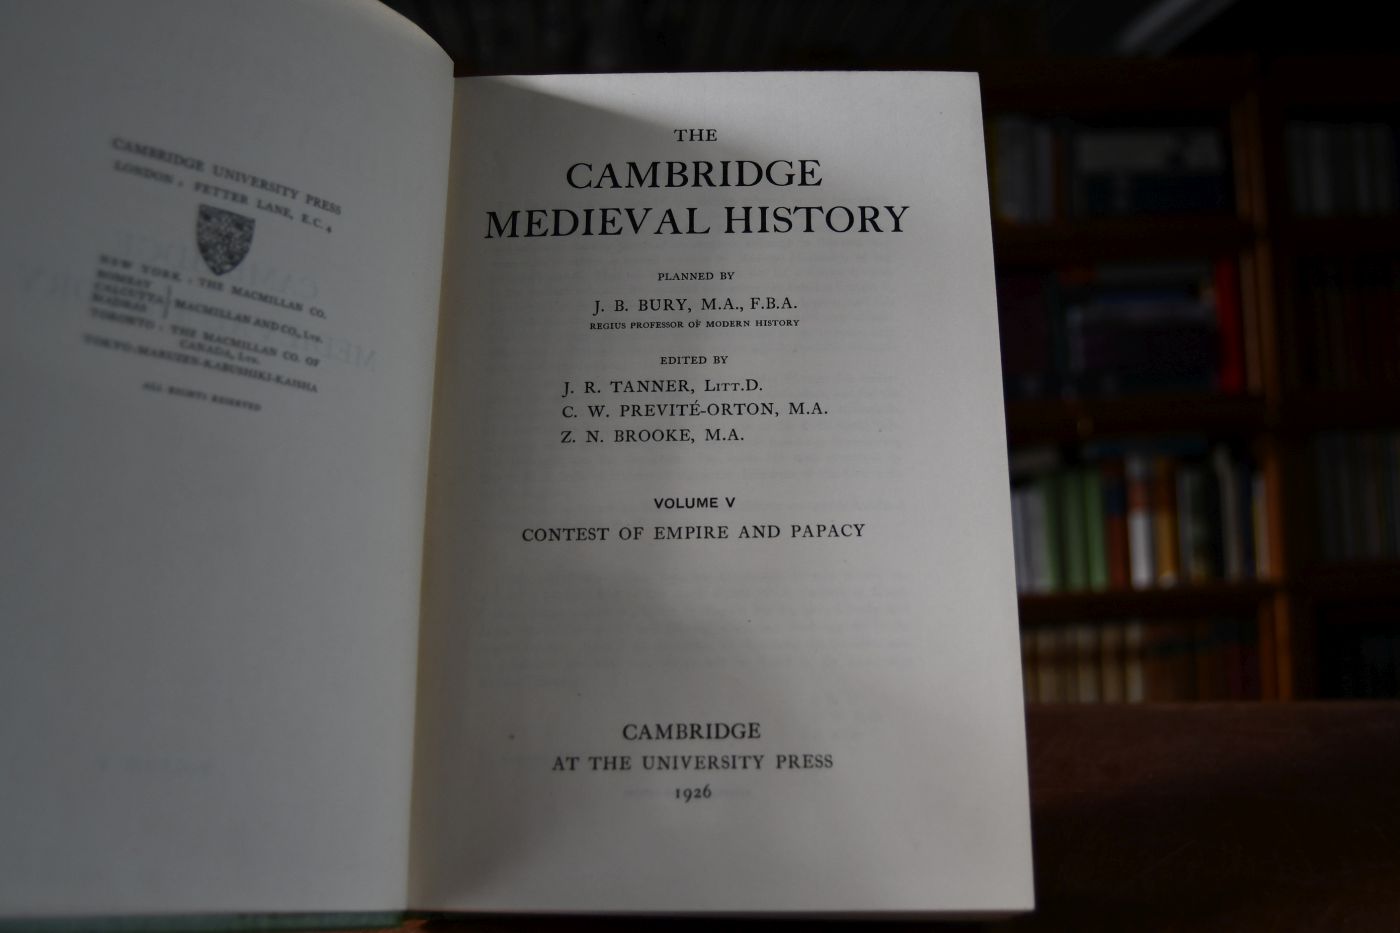 CAMBRIDGE UNIVERSITY PRESS
LONDON : FETTER LANE, E.C. 4
NEW YORK : THE MACMILLAN CO.
BOMBAY
CALCUTTA
MADRAS
MACMILLAN AND CO., LTD.
TORONTO : THE MACMILLAN CO. OF
CANADA, LTD.
TOKYO : MARUZEN-KABUSHIKI-KAISHA
ALL RIGHTS RESERVED
THE
CAMBRIDGE
MEDIEVAL HISTORY
PLANNED BY
J. B. BURY, M.A., F.B.A.
REGIUS PROFESSOR OF MODERN HISTORY
EDITED BY
J. R. TANNER, LITT.D.
C. W. PREVITÉ-ORTON, M.A.
Z. N. BROOKE, M.A.
VOLUME V
CONTEST OF EMPIRE AND PAPACY
CAMBRIDGE
AT THE UNIVERSITY PRESS
1926